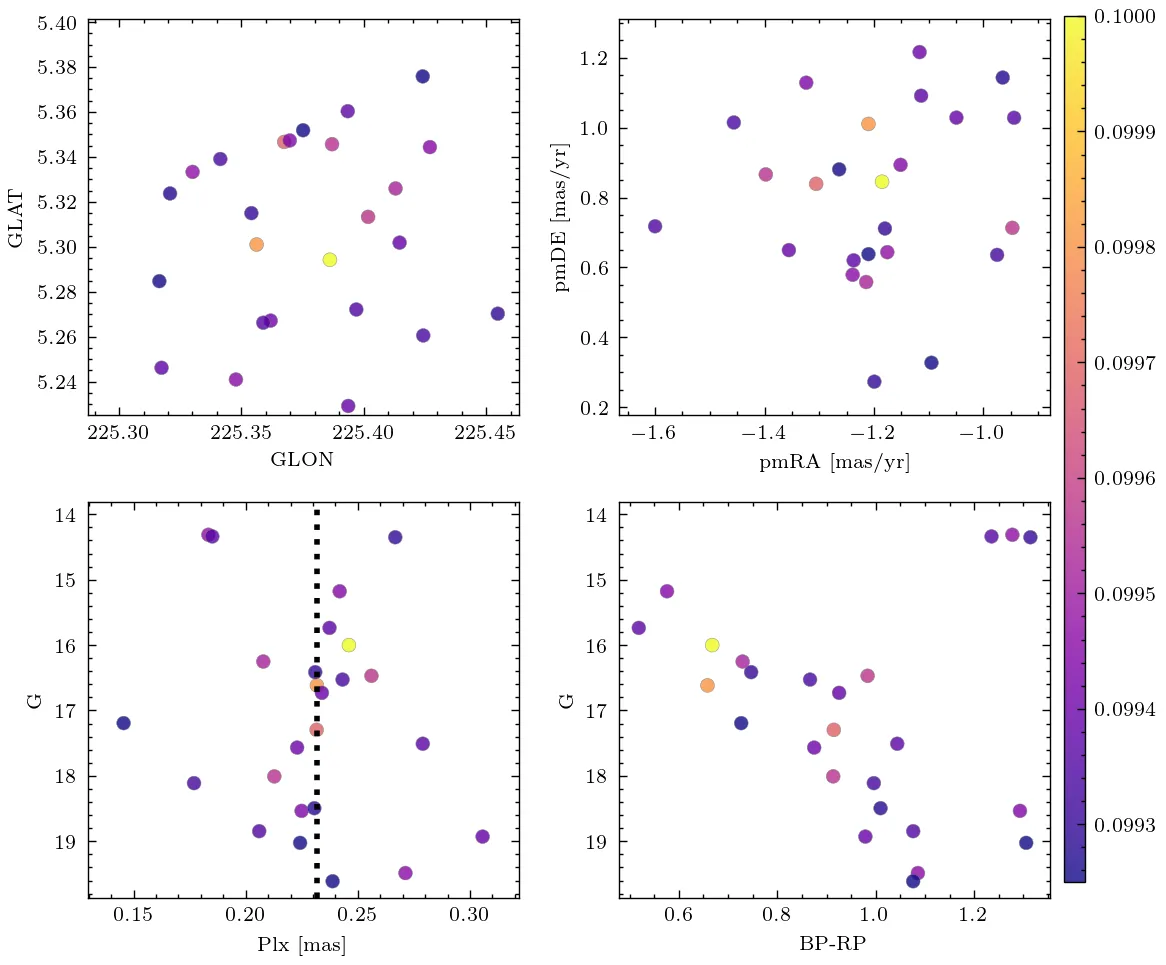 5.40
5.38
5.36
5.34
5.32
5.30
5.28
5.26
5.24
GLAT
225.30 225.35 225.40 225.45
GLON
1.2
1.0
0.8
0.6
0.4
0.2
pmDE [mas/yr]
−1.6 −1.4 −1.2 −1.0
pmRA [mas/yr]
14
15
16
17
18
19
G
0.15 0.20 0.25 0.30
Plx [mas]
14
15
16
17
18
19
G
0.6 0.8 1.0 1.2
BP-RP
0.1000
0.0999
0.0998
0.0997
0.0996
0.0995
0.0994
0.0993